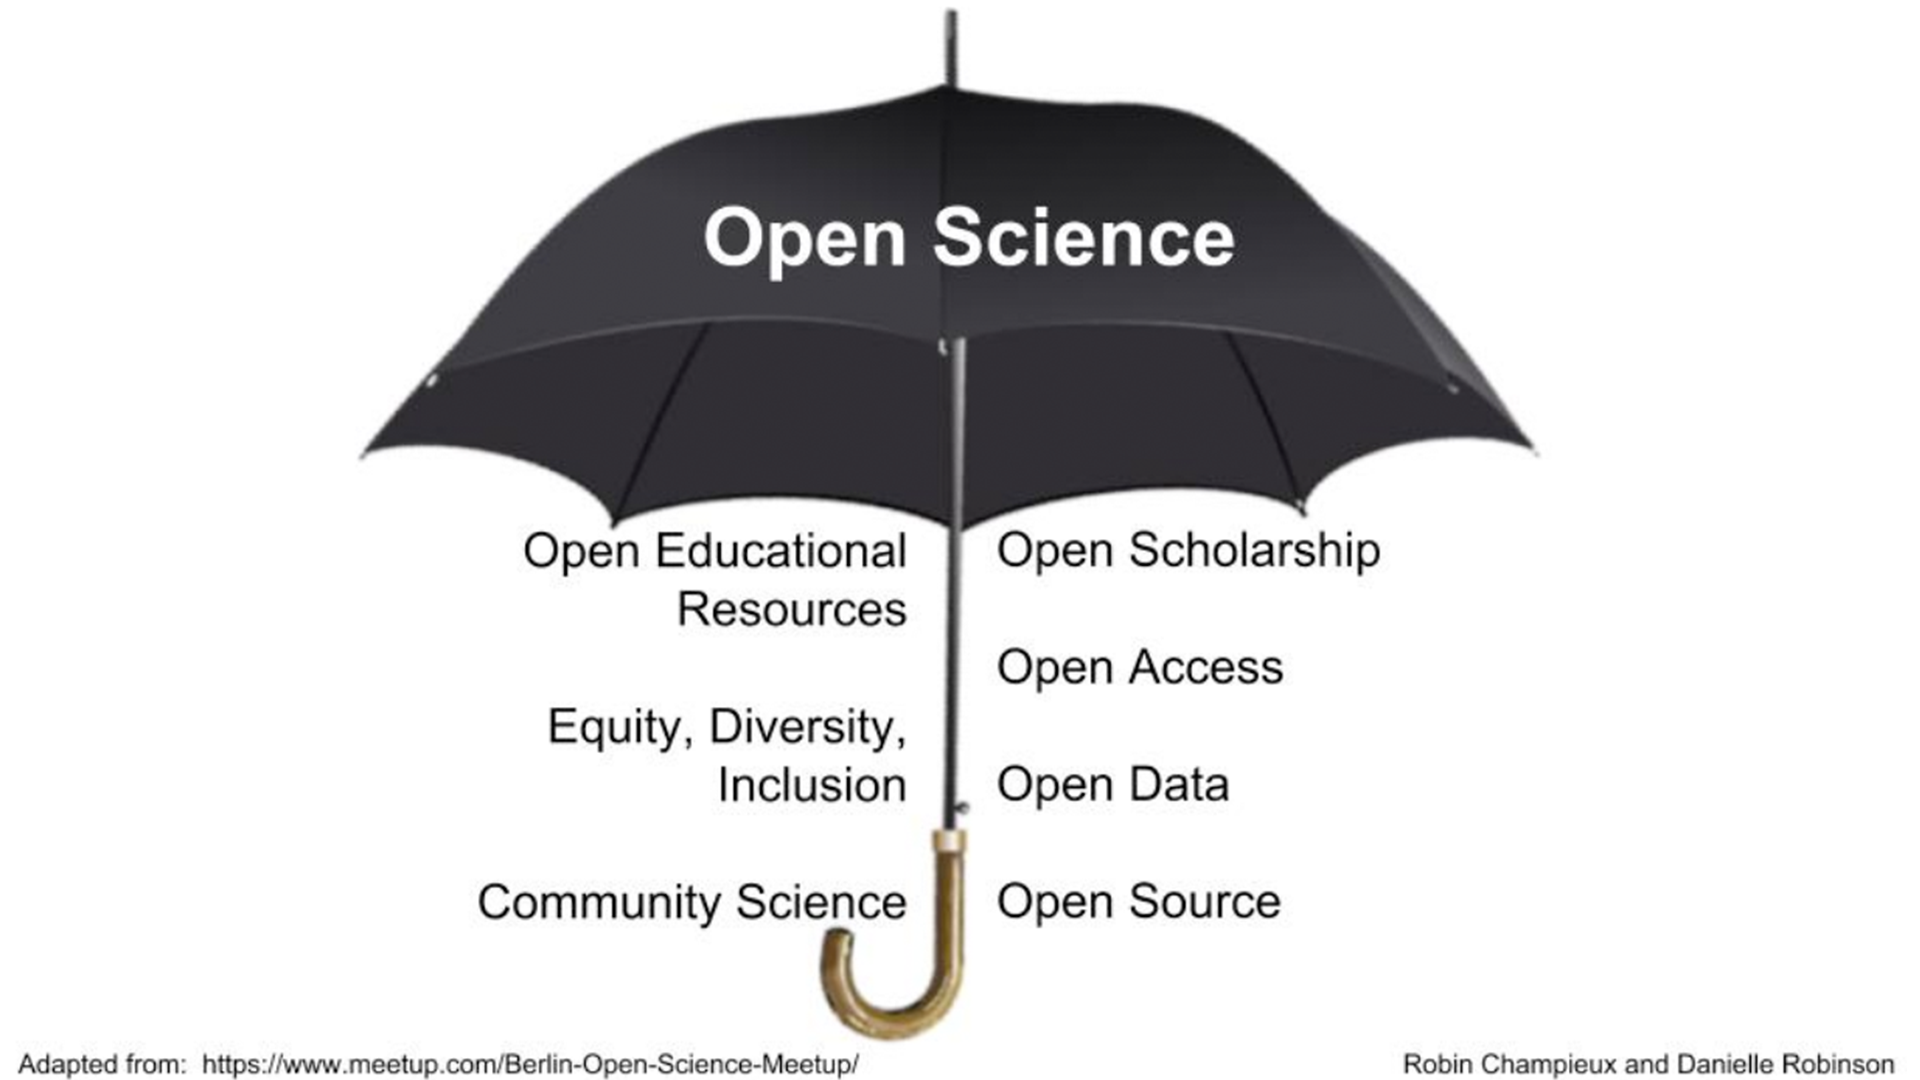 Open Science
Open Educational
Resources
Equity, Diversity,
Inclusion
Community Science
Open Scholarship
Open Access
Open Data
Open Source
Adapted from:  https://www.meetup.com/Berlin-Open-Science-Meetup/
Robin Champieux and Danielle Robinson